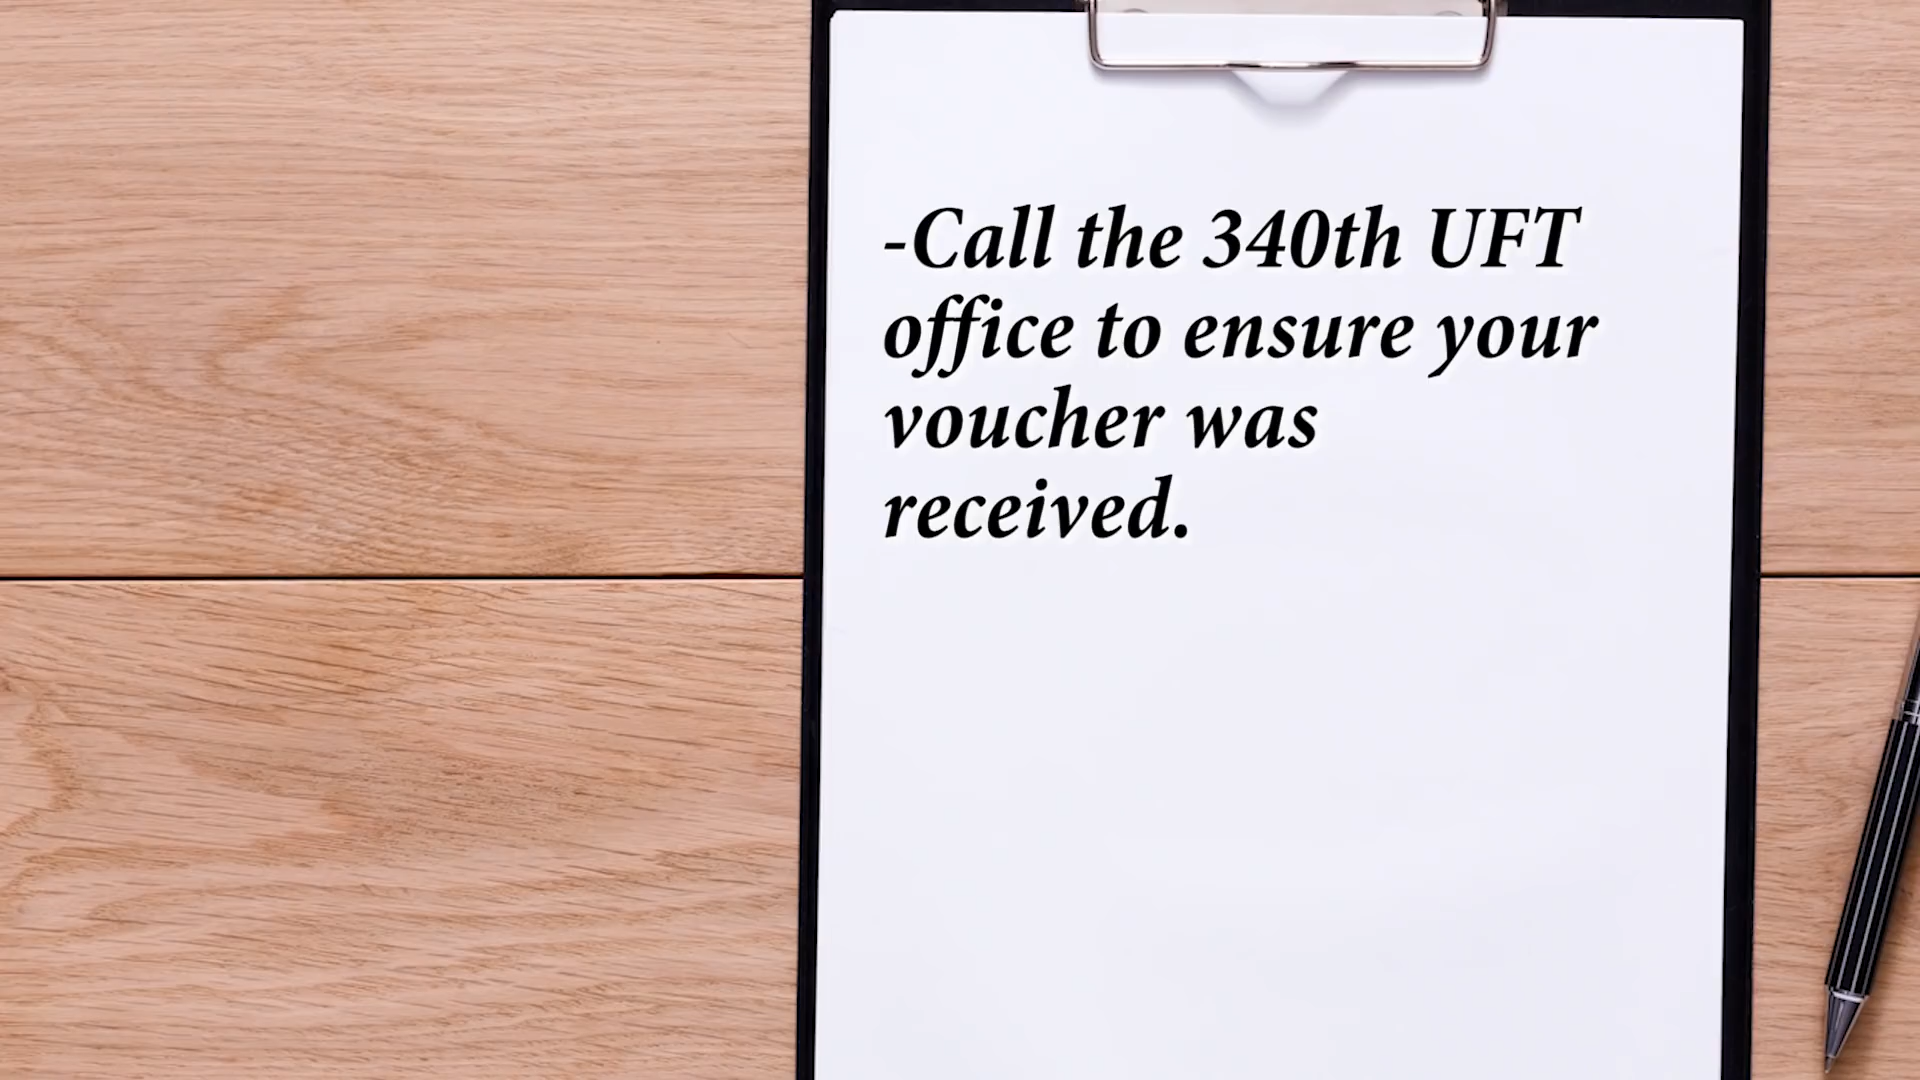 -Call the 340th UFT
office to ensure your
voucher was
received.